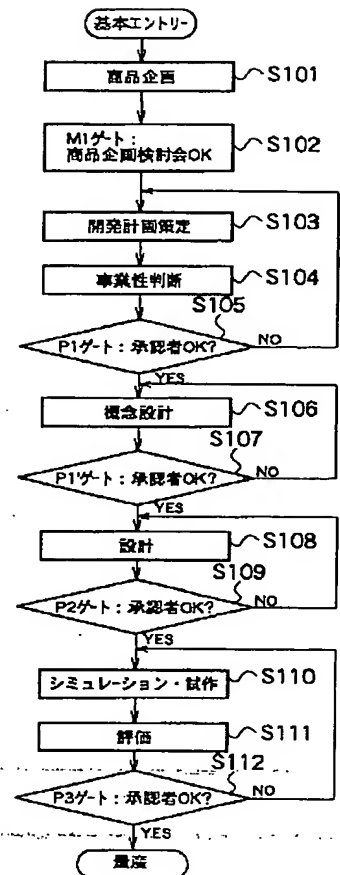 基本エントリー
商品企画
S101
M1ゲート:
商品企画検討会OK
S102
開発計画策定
S103
事業性判断
S104
S105
P1ゲート:承認者OK?
NO
YES
概念設計
S106
S107
P1'ゲート:承認者OK?
NO
YES
設計
S108
S109
P2ゲート:承認者OK?
NO
YES
シミュレーション・試作
S110
評価
S111
S112
P3ゲート:承認者OK?
NO
YES
量産